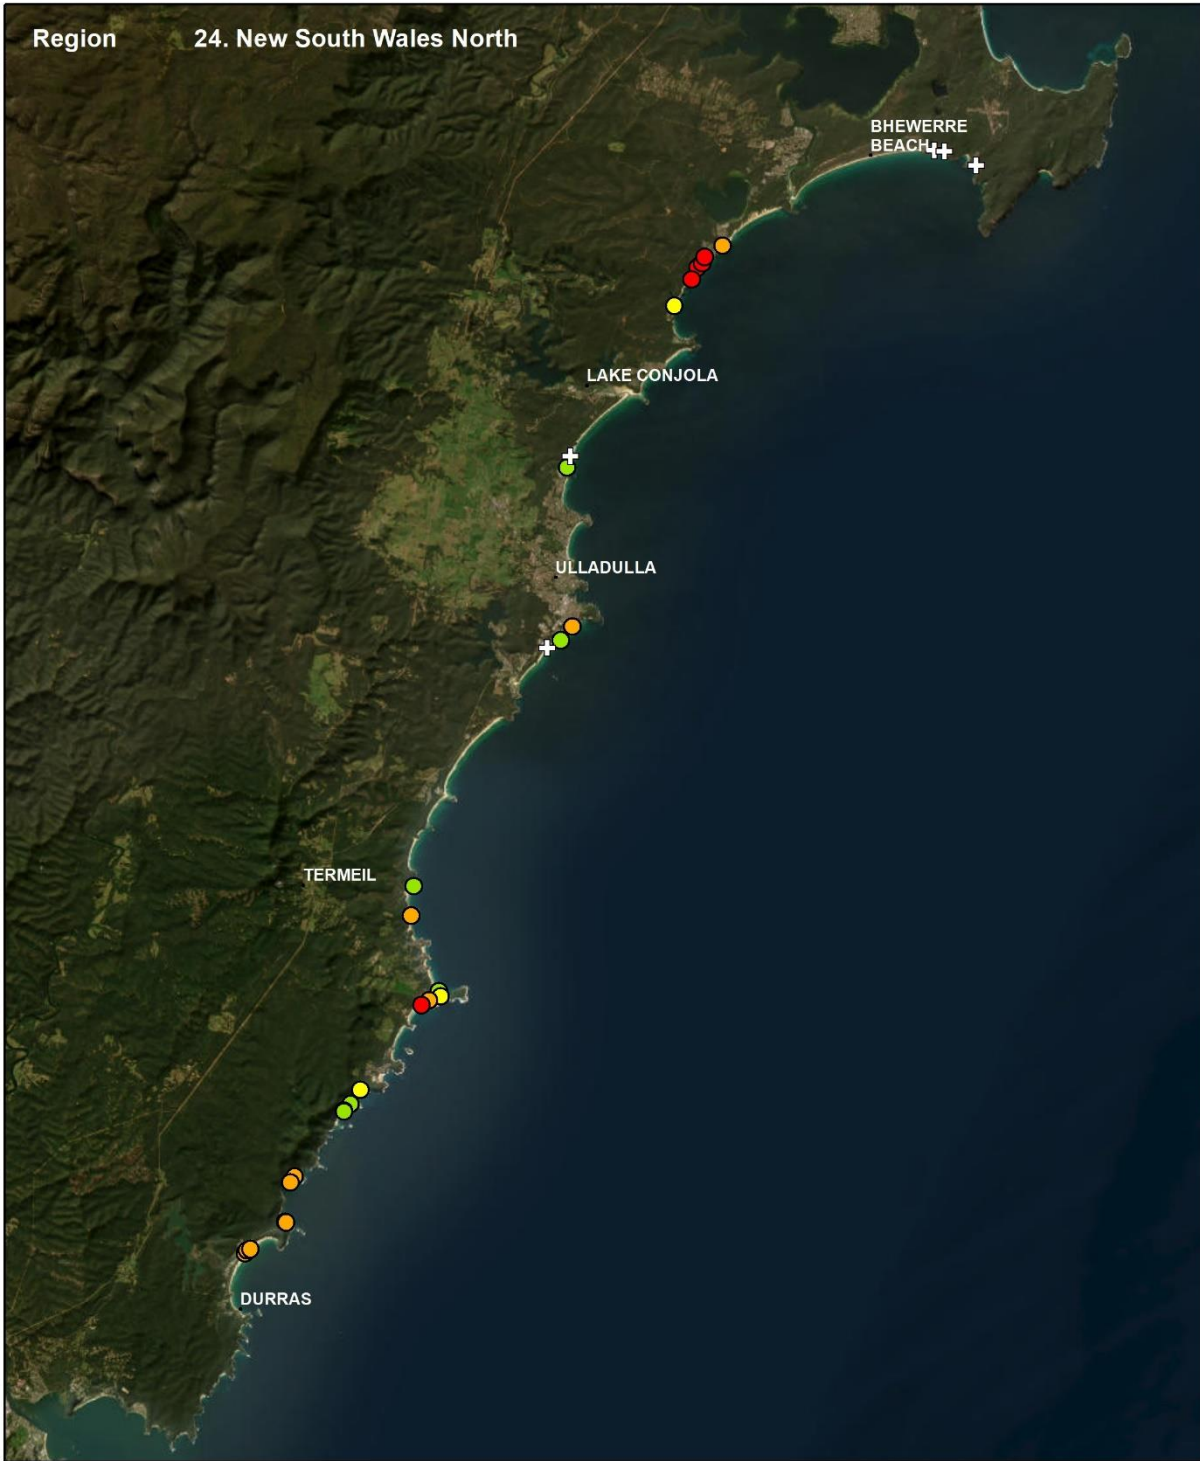 Region 24. New South Wales North
BHEWERRE
BEACH
LAKE CONJOLA
ULLADULLA
TERMEIL
DURRAS